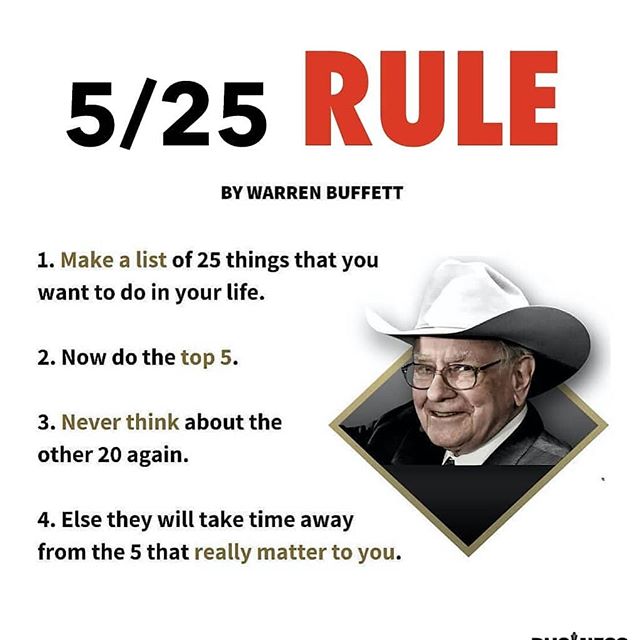 5/25 RULE
BY WARREN BUFFETT
1. Make a list of 25 things that you
want to do in your life.
2. Now do the top 5.
3. Never think about the
other 20 again.
4. Else they will take time away
from the 5 that really matter to you.